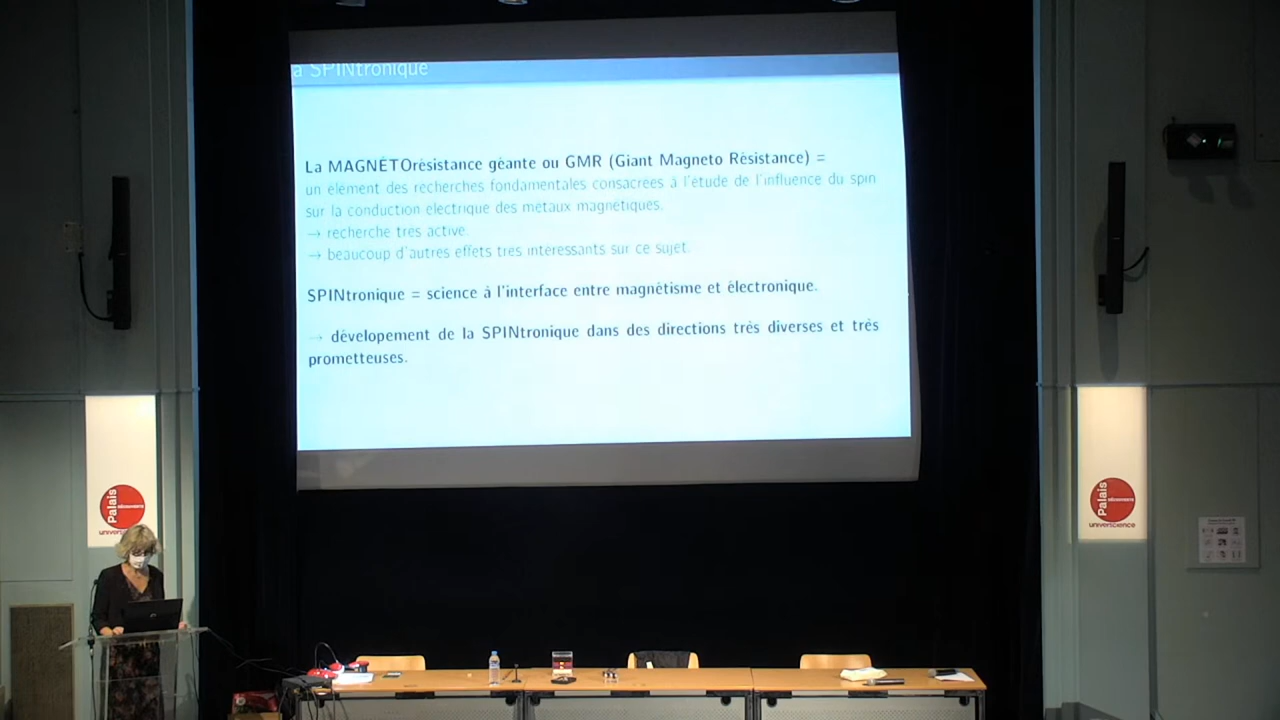 a SPINtronique
La MAGNÉTOrésistance géante ou GMR (Giant Magneto Résistance) =
un élément des recherches fondamentales consacrées à l'étude de l'influence du spin
sur la conduction électrique des métaux magnétiques.
→ recherche très active.
→ beaucoup d'autres effets très intéressants sur ce sujet.
SPINtronique = science à l'interface entre magnétisme et électronique.
→ dévelopement de la SPINtronique dans des directions très diverses et très
prometteuses.
Palais
universcience
Palais
DÉCOUVERTE
universcience